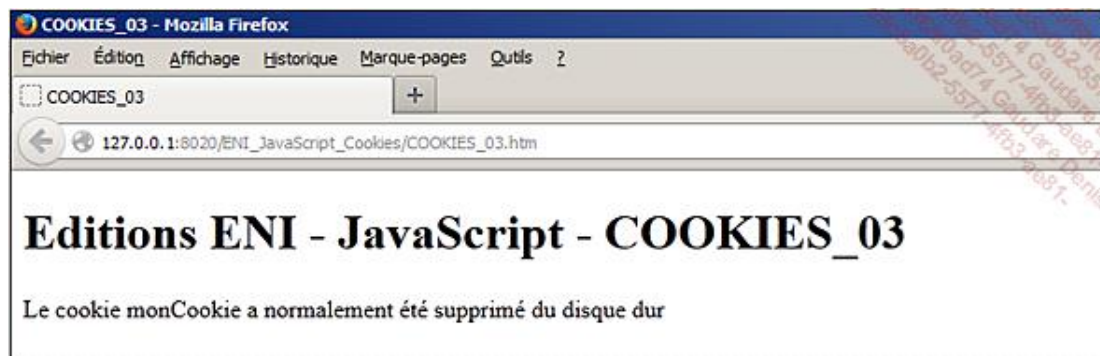 COOKIES_03 - Mozilla Firefox
Fichier Édition Affichage Historique Marque-pages Outils ?
COOKIES_03 +
127.0.0.1:8020/ENI_JavaScript_Cookies/COOKIES_03.htm
Editions ENI - JavaScript - COOKIES_03
Le cookie monCookie a normalement été supprimé du disque dur